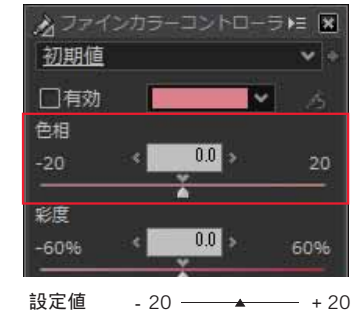 ファインカラーコントローラ
初期値
有効
色相
-20 0.0 20
彩度
-60% 0.0 60%
設定値 - 20 + 20